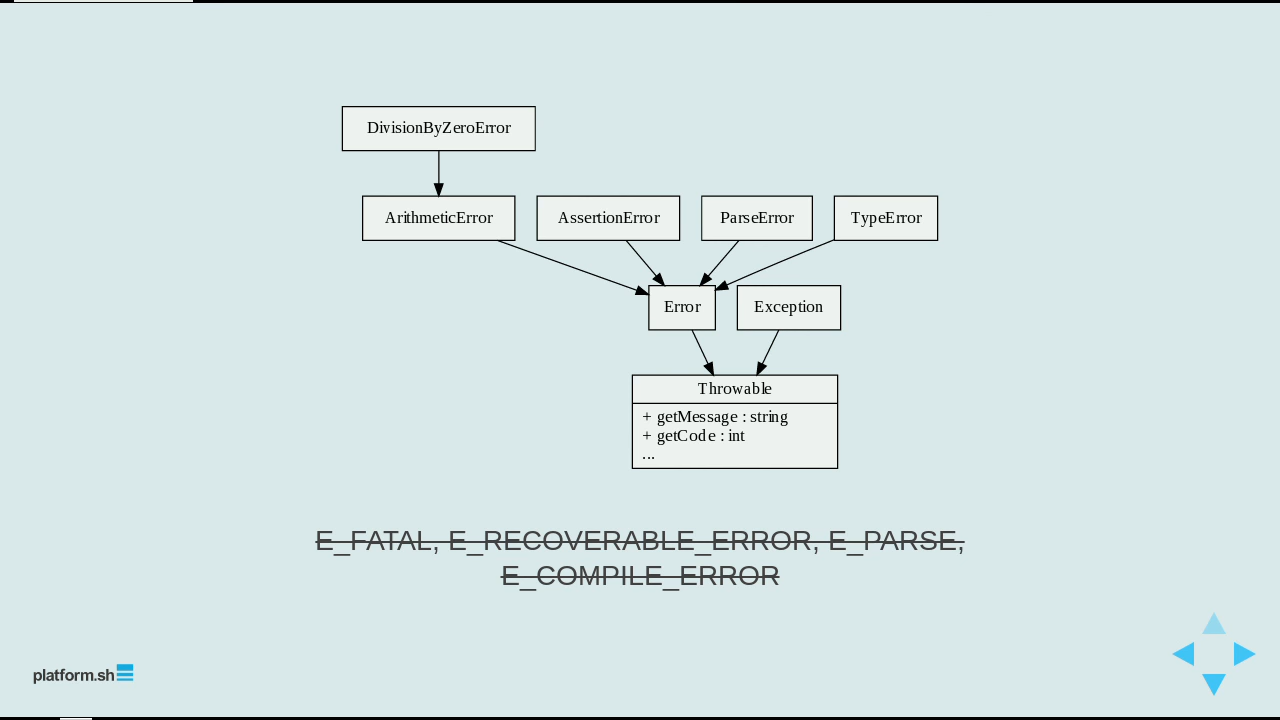 DivisionByZeroError
ArithmeticError
AssertionError
ParseError
TypeError
Error
Exception
Throwable
+ getMessage : string
+ getCode : int
...
E_FATAL, E_RECOVERABLE_ERROR, E_PARSE,
E_COMPILE_ERROR
platform.sh